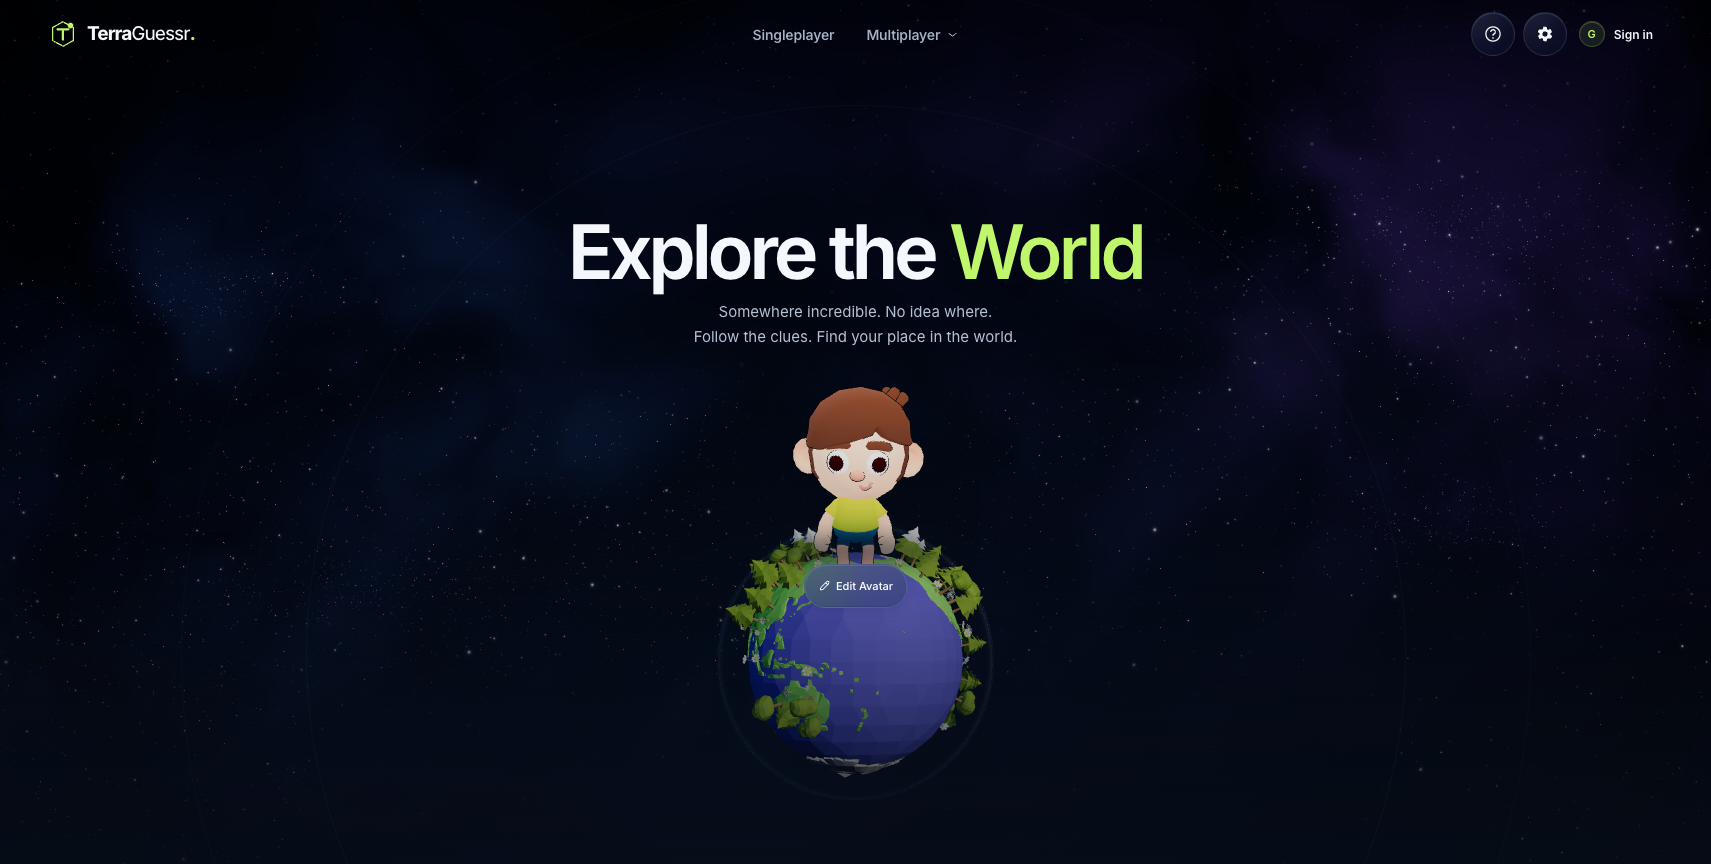 TerraGuessr.
Singleplayer
Multiplayer
G
Sign in
Explore the World
Somewhere incredible. No idea where.
Follow the clues. Find your place in the world.
Edit Avatar